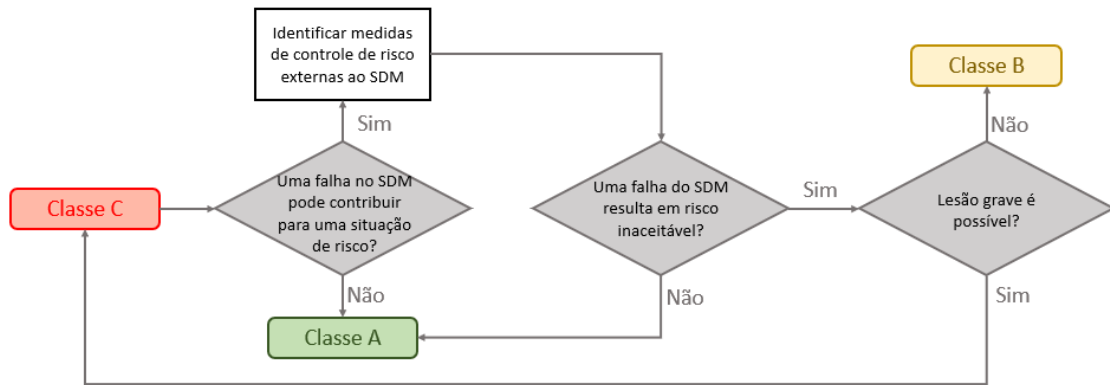 Identificar medidas
de controle de risco
externas ao SDM
Classe B
Sim
Não
Classe C
Uma falha no SDM
pode contribuir
para uma situação
de risco?
Uma falha do SDM
resulta em risco
inaceitável?
Sim
Lesão grave é
possível?
Não
Não
Sim
Classe A